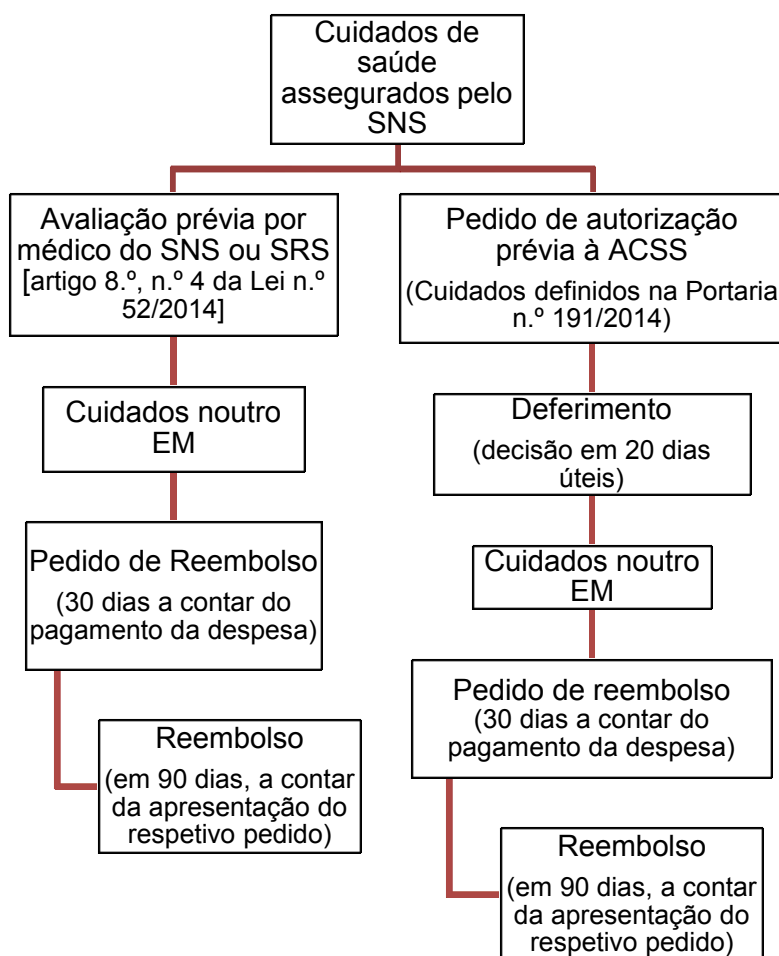 Cuidados de
saúde
assegurados pelo
SNS
Avaliação prévia por
médico do SNS ou SRS
[artigo 8.º, n.º 4 da Lei n.º
52/2014]
Cuidados noutro
EM
Pedido de Reembolso
(30 dias a contar do
pagamento da despesa)
Reembolso
(em 90 dias, a contar
da apresentação do
respetivo pedido)
Pedido de autorização
prévia à ACSS
(Cuidados definidos na Portaria
n.º 191/2014)
Deferimento
(decisão em 20 dias
úteis)
Cuidados noutro
EM
Pedido de reembolso
(30 dias a contar do
pagamento da despesa)
Reembolso
(em 90 dias, a contar
da apresentação do
respetivo pedido)